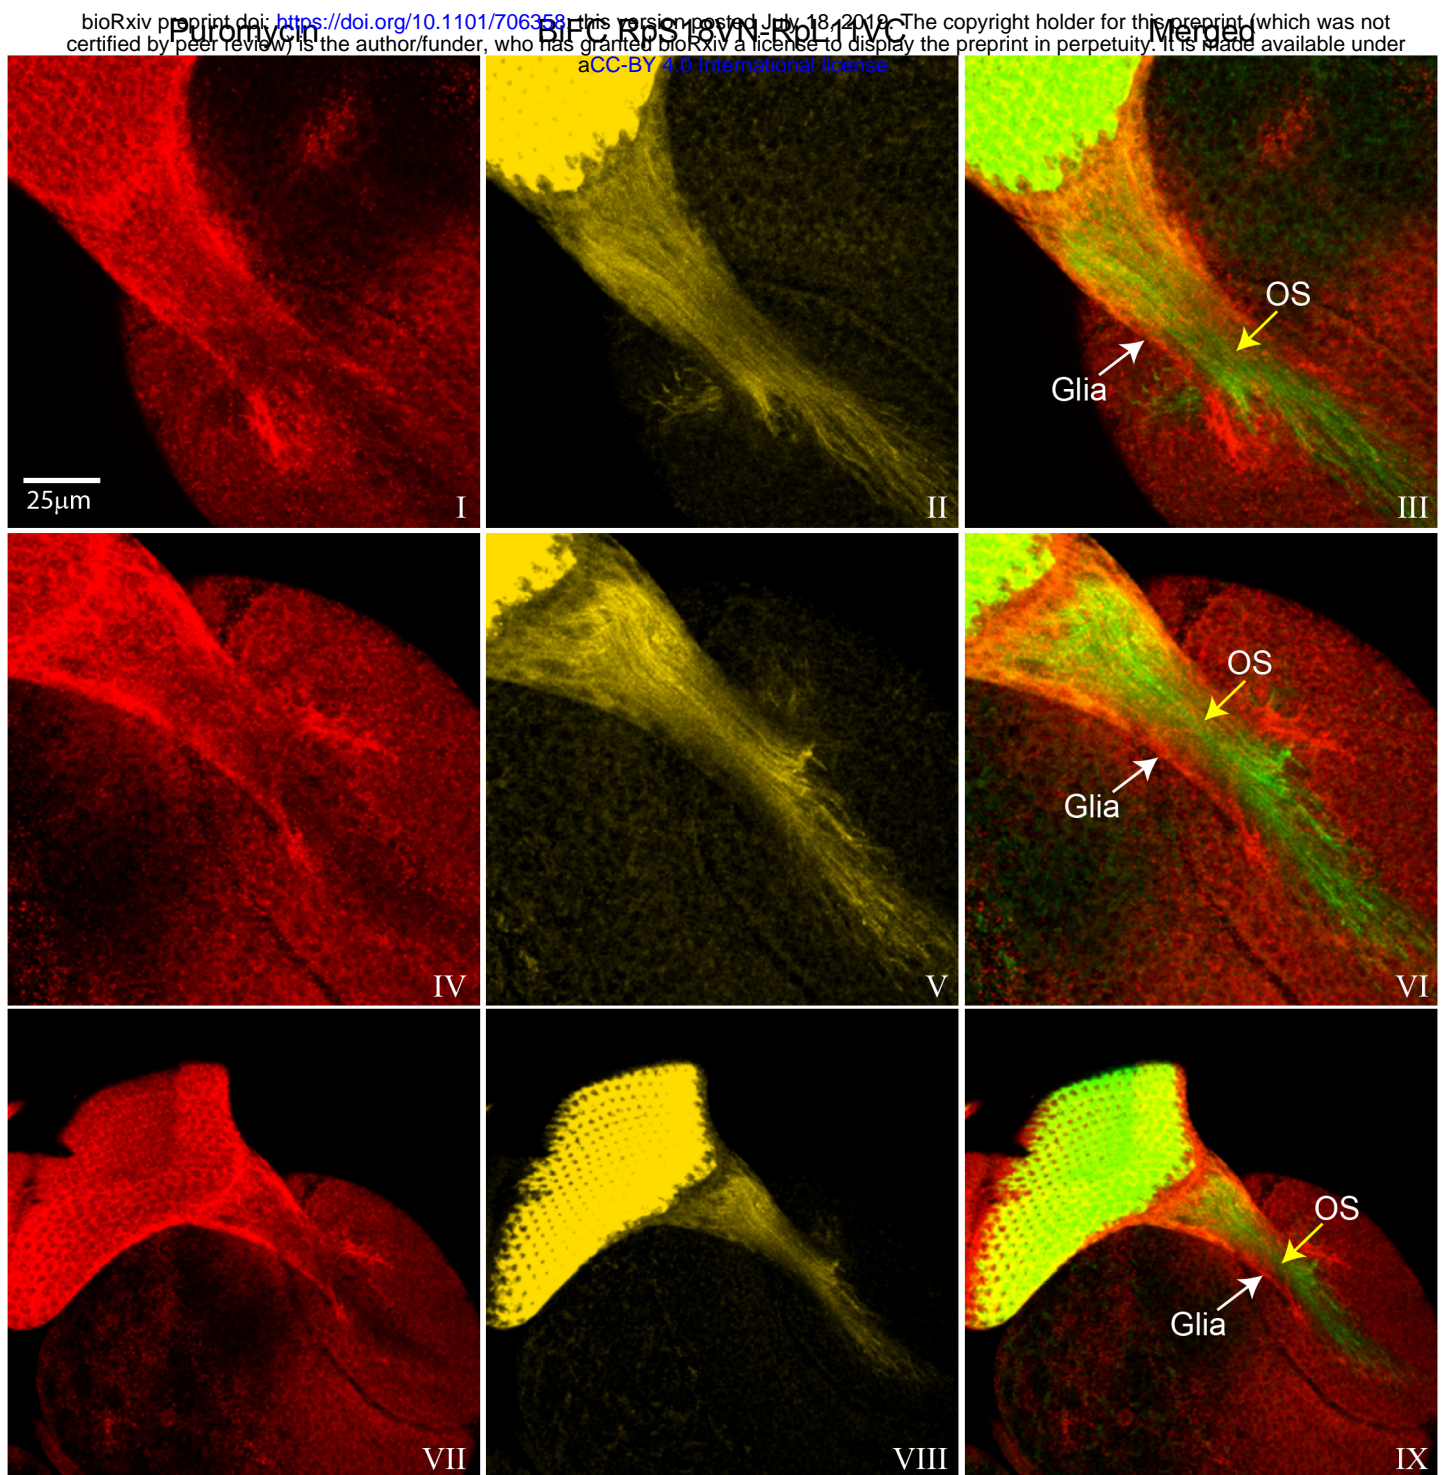 bioRxiv preprint doi: https://doi.org/10.1101/706358; this version posted July 18, 2019. The copyright holder for this preprint (which was not
certified by peer review) is the author/funder, who has granted bioRxiv a license to display the preprint in perpetuity. It is made available under
aCC-BY 4.0 International license
Puromycin BiFC RpS18VN-RpL11VC Merged
OS
Glia
25μm
I II III
OS
Glia
IV V VI
OS
Glia
VII VIII IX